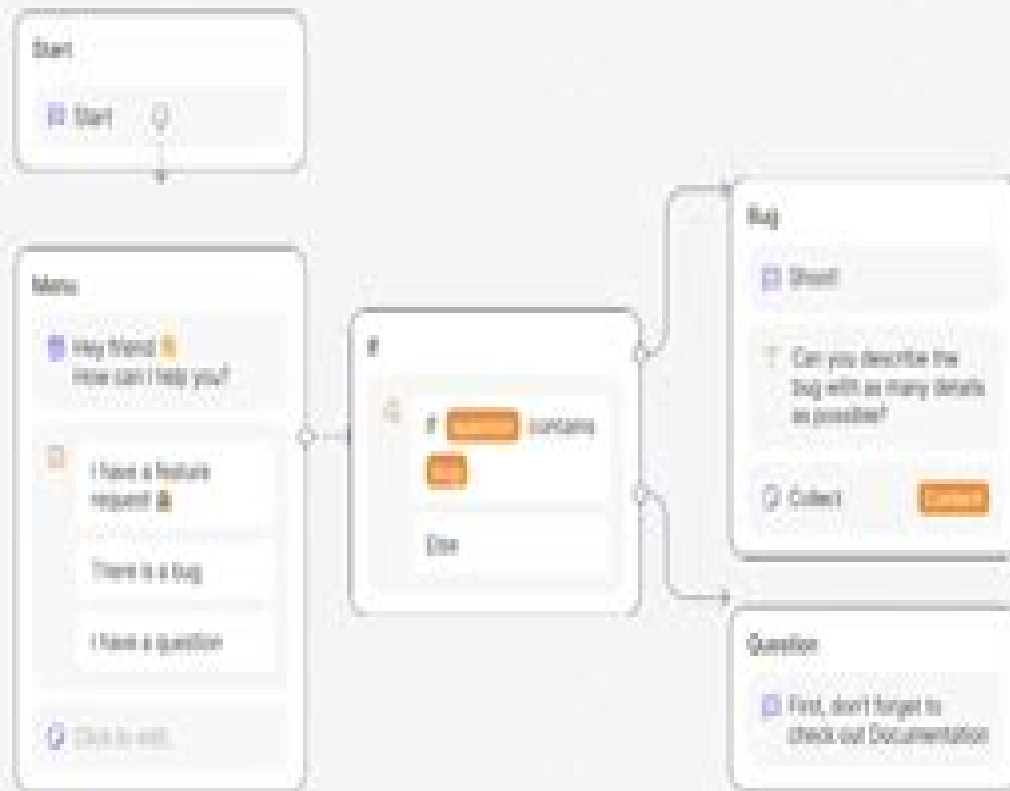 Start
Start
Menu
Hey friend 👋
How can I help you?
I have a feature
request
There is a bug
I have a question
Click to edit...
If
If contains
Else
Bug
Can you describe the
bug with as many details
as possible?
Collect
Collect
Question
First, don't forget to
check out Documentation